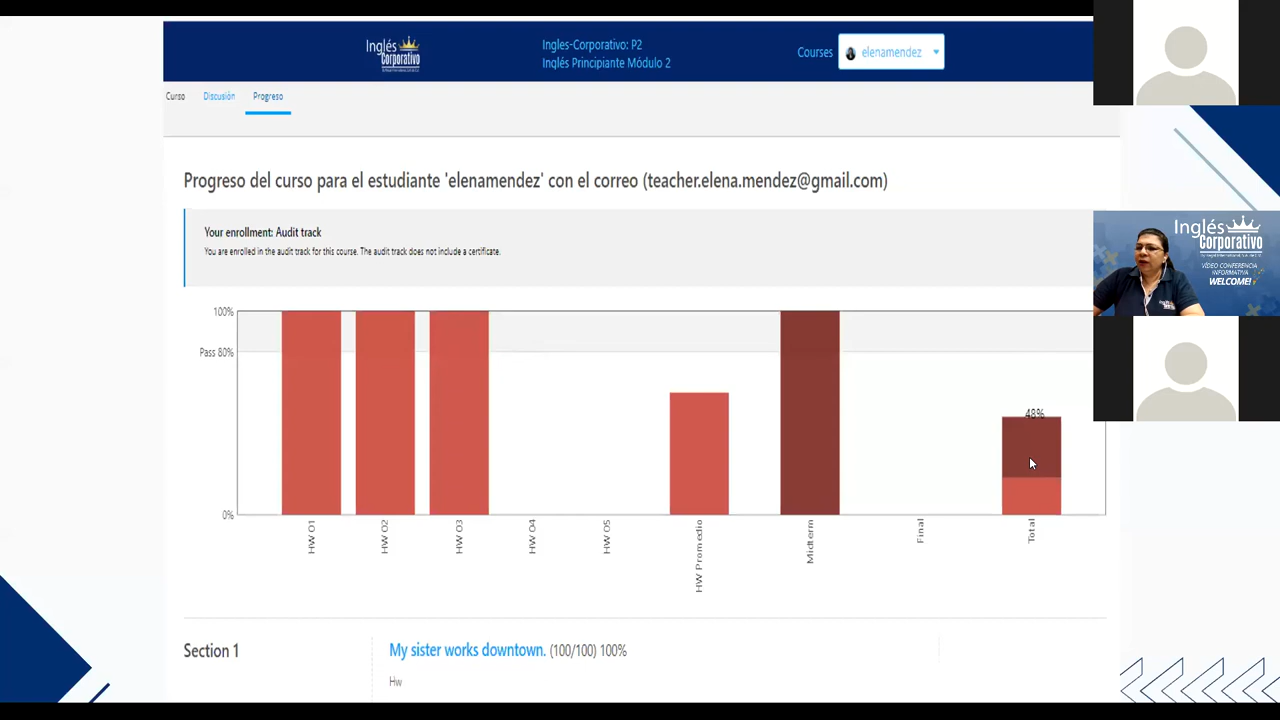 Inglés
Corporativo
Ingles-Corporativo: P2
Inglés Principiante Módulo 2
Courses
elenamendez
Curso
Discusión
Progreso
Progreso del curso para el estudiante 'elenamendez' con el correo (teacher.elena.mendez@gmail.com)
Your enrollment: Audit track
You are enrolled in the audit track for this course. The audit track does not include a certificate.
100%
Pass 80%
0%
48%
HW 01
HW 02
HW 03
HW 04
HW 05
HW Promedio
Midterm
Final
Total
Section 1
My sister works downtown. (100/100) 100%
Hw
Inglés
Corporativo
VÍDEO CONFERENCIA
INFORMATIVA
WELCOME!